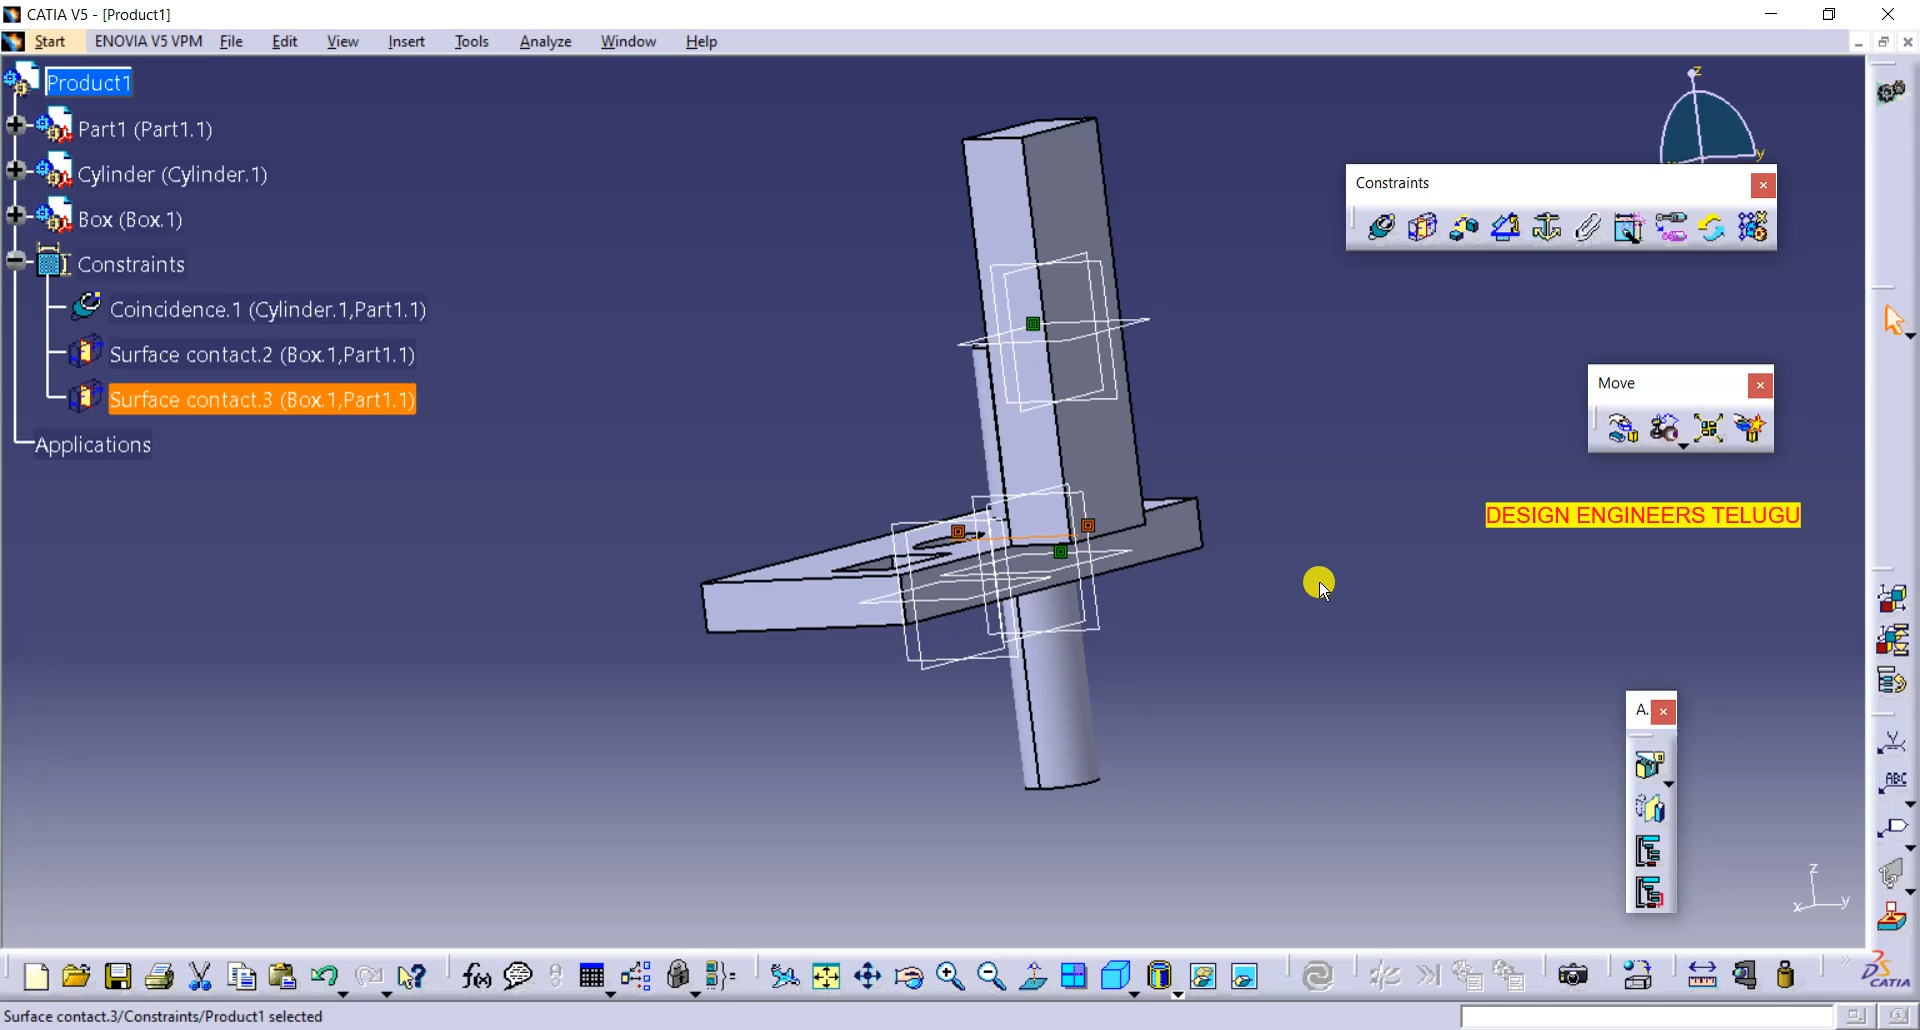 CATIA V5 - [Product1]
Start ENOVIA V5 VPM File Edit View Insert Tools Analyze Window Help
Product1
Part1 (Part1.1)
Cylinder (Cylinder.1)
Box (Box.1)
Constraints
Coincidence.1 (Cylinder.1,Part1.1)
Surface contact.2 (Box.1,Part1.1)
Surface contact.3 (Box.1,Part1.1)
Applications
z
y
Constraints
Move
DESIGN ENGINEERS TELUGU
A.
ABC
z
x y
f(x)
DS CATIA
Surface contact.3/Constraints/Product1 selected